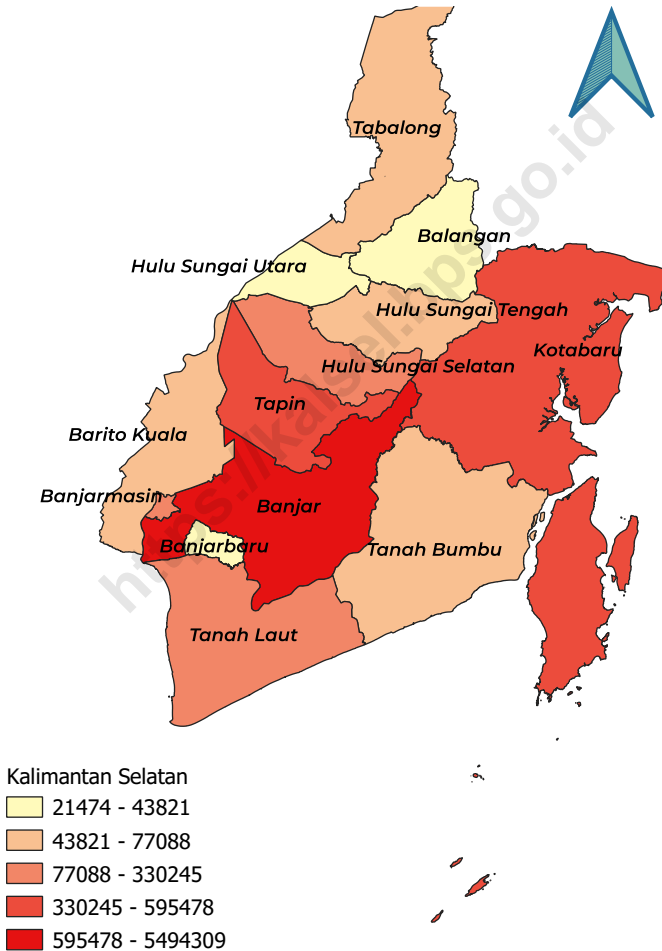 Tabalong
Balangan
Hulu Sungai Utara
Hulu Sungai Tengah
Kotabaru
Hulu Sungai Selatan
Tapin
Barito Kuala
Banjarmasin
Banjar
Banjarbaru
Tanah Bumbu
Tanah Laut
https://kalsel.bps.go.id
Kalimantan Selatan
21474 - 43821
43821 - 77088
77088 - 330245
330245 - 595478
595478 - 5494309